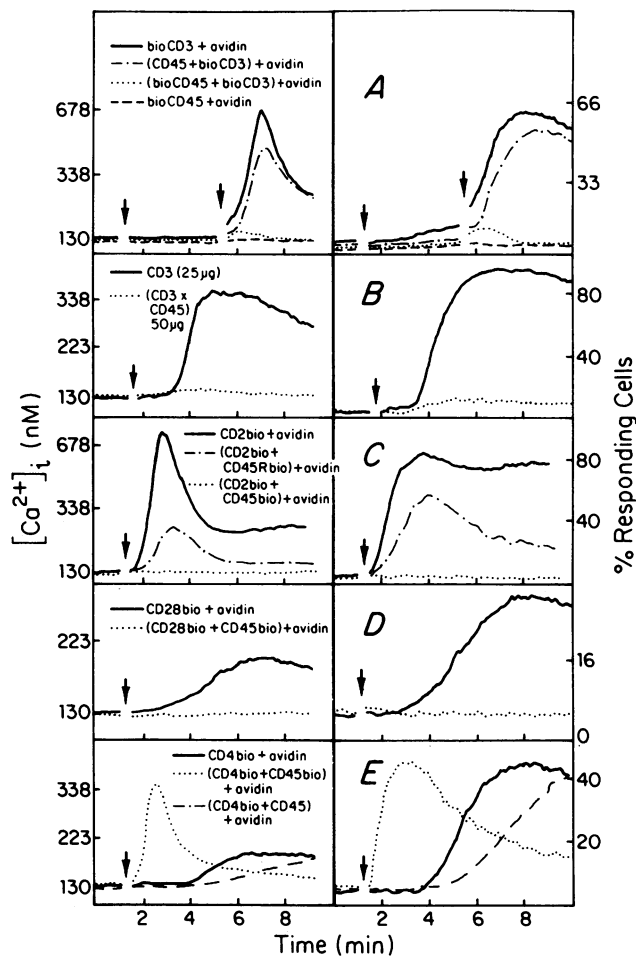 bioCD3 + avidin
(CD45+bioCD3)+avidin
(bioCD45+bioCD3)+avidin
bioCD45+avidin
A
678
338
130
66
33
CD3 (25µg)
(CD3 x
CD45)
50µg
B
338
223
130
80
40
CD2bio+avidin
(CD2bio+
CD45Rbio)+avidin
(CD2bio+
CD45bio)+avidin
C
678
338
130
80
40
CD28bio+avidin
(CD28bio+CD45bio)+avidin
D
223
130
16
0
CD4bio+avidin
(CD4bio+CD45bio)
+avidin
(CD4bio+CD45)
+avidin
E
338
223
130
40
20
2 4 6 8
2 4 6 8 10
Time (min)
[Ca2+]i (nM)
% Responding Cells